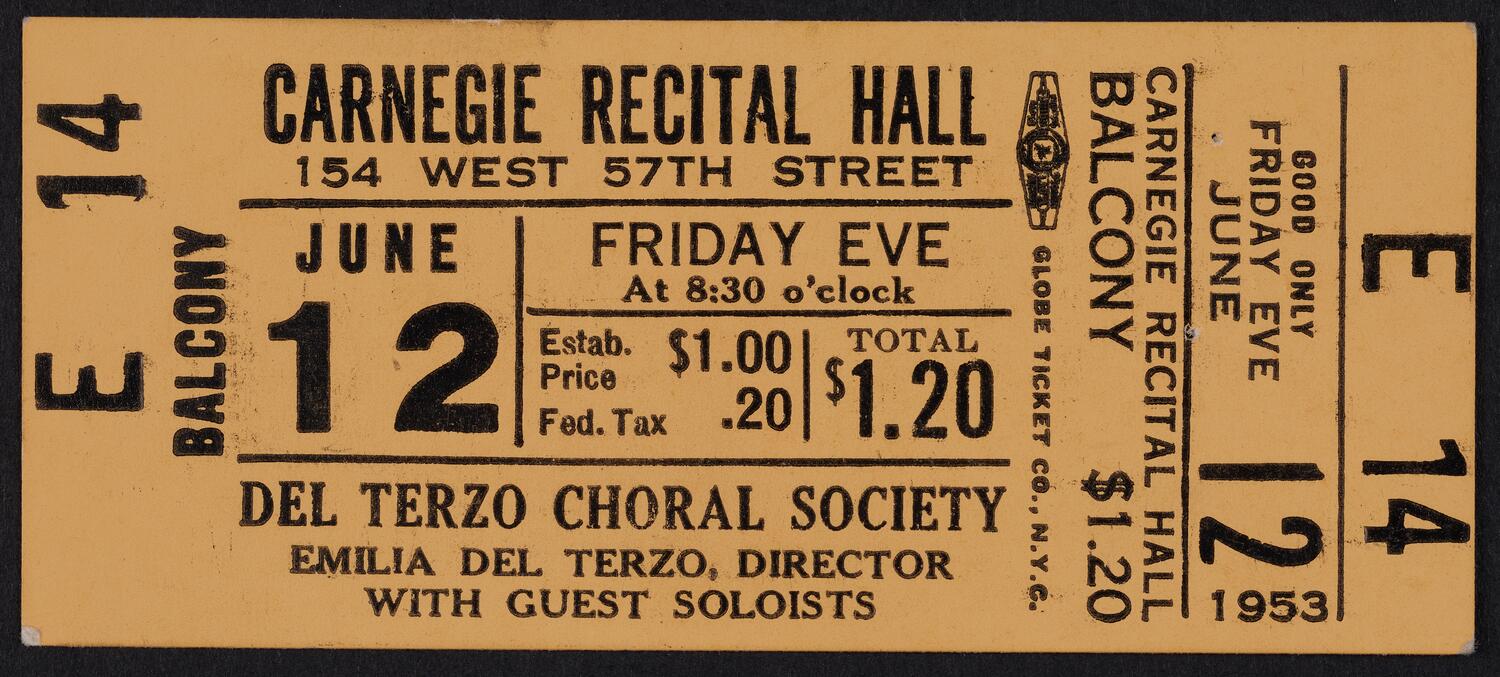 E 14
BALCONY
CARNEGIE RECITAL HALL
154 WEST 57TH STREET
JUNE
12
FRIDAY EVE
At 8:30 o'clock
Estab.
Price
$1.00
Fed. Tax
.20
TOTAL
$1.20
DEL TERZO CHORAL SOCIETY
EMILIA DEL TERZO, DIRECTOR
WITH GUEST SOLOISTS
GLOBE TICKET CO., N.Y.C.
CARNEGIE RECITAL HALL
BALCONY $1.20
GOOD ONLY
FRIDAY EVE
JUNE
12
1953
E 14